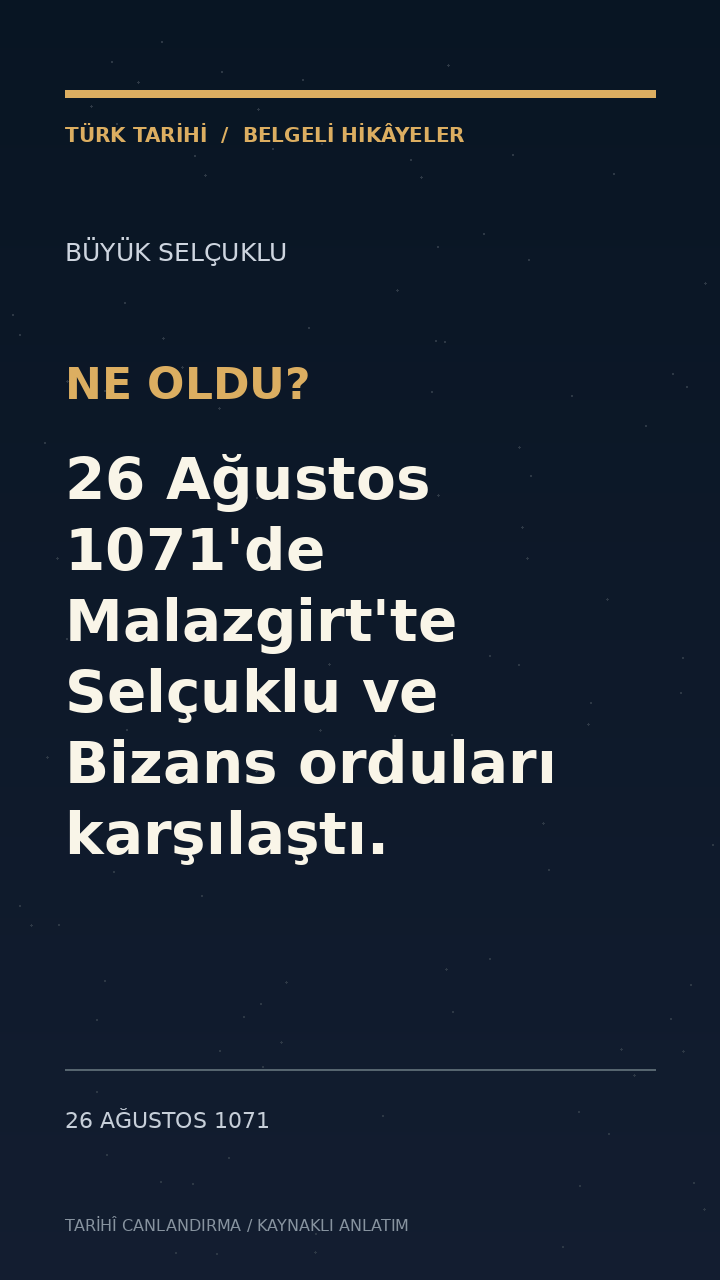 TÜRK TARİHİ / BELGELİ HİKÂYELER
BÜYÜK SELÇUKLU
NE OLDU?
26 Ağustos
1071'de
Malazgirt'te
Selçuklu ve
Bizans orduları
karşılaştı.
26 AĞUSTOS 1071
TARİHÎ CANLANDIRMA / KAYNAKLI ANLATIM